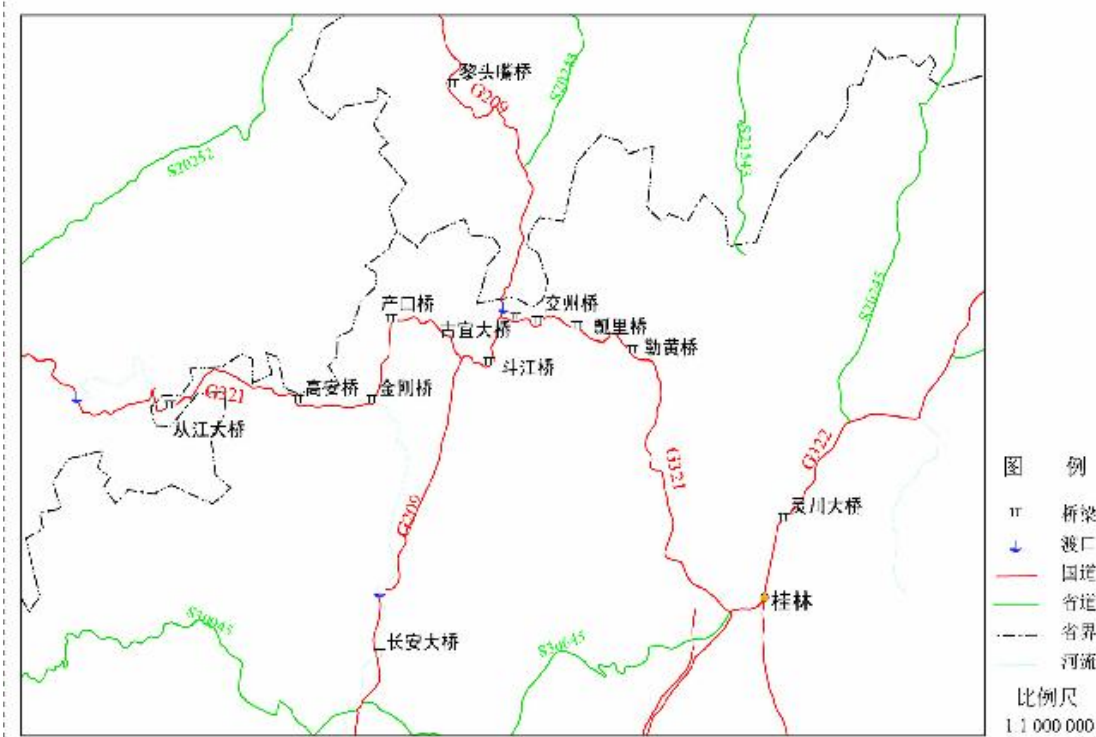 黎头嘴桥
G209
S20243
S20252
产口桥
交州桥
古宜大桥
瓢里桥
勒黄桥
斗江桥
S20245
高安桥
金刚桥
G321
从江大桥
G322
G321
G209
灵川大桥
桂林
S30045
长安大桥
图 例
桥梁
渡口
国道
省道
省界
河流
比例尺
1:1 000 000